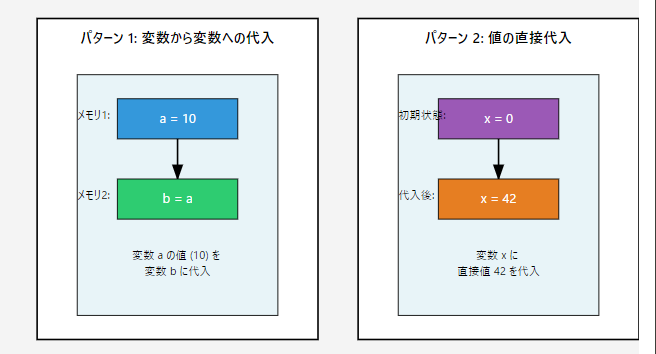 パターン 1: 変数から変数への代入
メモリ1:
a = 10
メモリ2:
b = a
変数 a の値 (10) を
変数 b に代入
パターン 2: 値の直接代入
初期状態:
x = 0
代入後:
x = 42
変数 x に
直接値 42 を代入